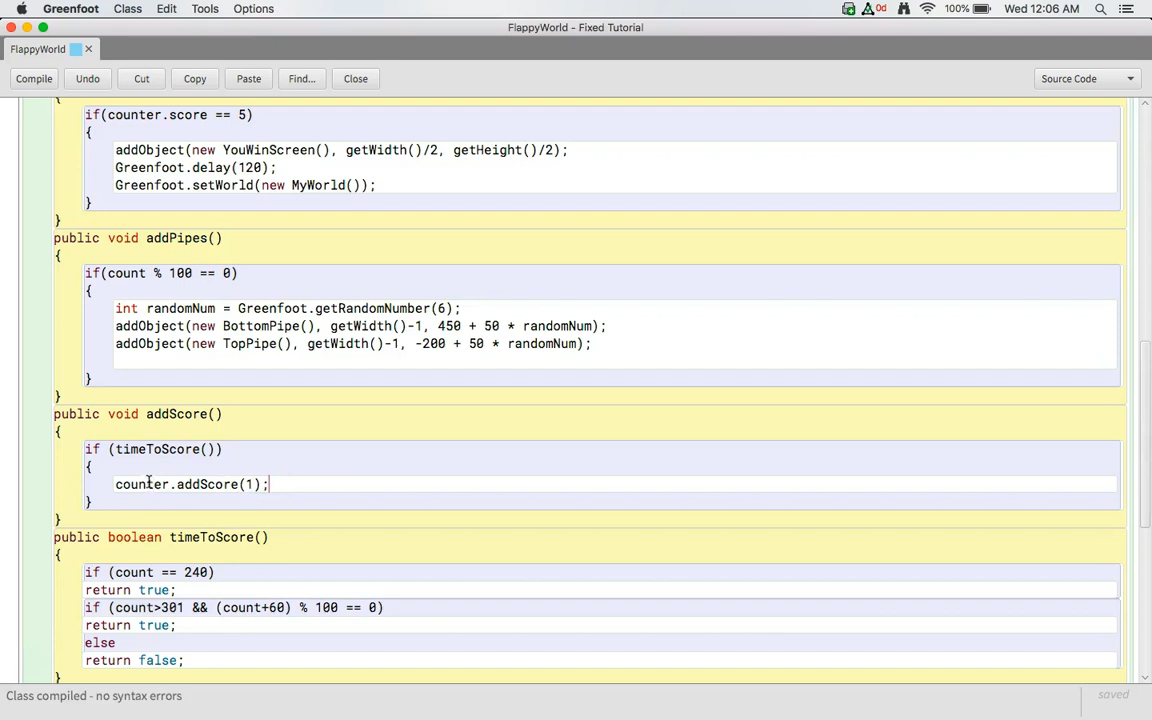 Greenfoot Class Edit Tools Options 0d 100% Wed 12:06 AM
FlappyWorld - Fixed Tutorial
FlappyWorld
Compile Undo Cut Copy Paste Find... Close Source Code
{
if(counter.score == 5)
{
addObject(new YouWinScreen(), getWidth()/2, getHeight()/2);
Greenfoot.delay(120);
Greenfoot.setWorld(new MyWorld());
}
}
public void addPipes()
{
if(count % 100 == 0)
{
int randomNum = Greenfoot.getRandomNumber(6);
addObject(new BottomPipe(), getWidth()-1, 450 + 50 * randomNum);
addObject(new TopPipe(), getWidth()-1, -200 + 50 * randomNum);
}
}
public void addScore()
{
if (timeToScore())
{
counter.addScore(1);
}
}
public boolean timeToScore()
{
if (count == 240)
return true;
if (count>301 && (count+60) % 100 == 0)
return true;
else
return false;
}
Class compiled - no syntax errors
saved